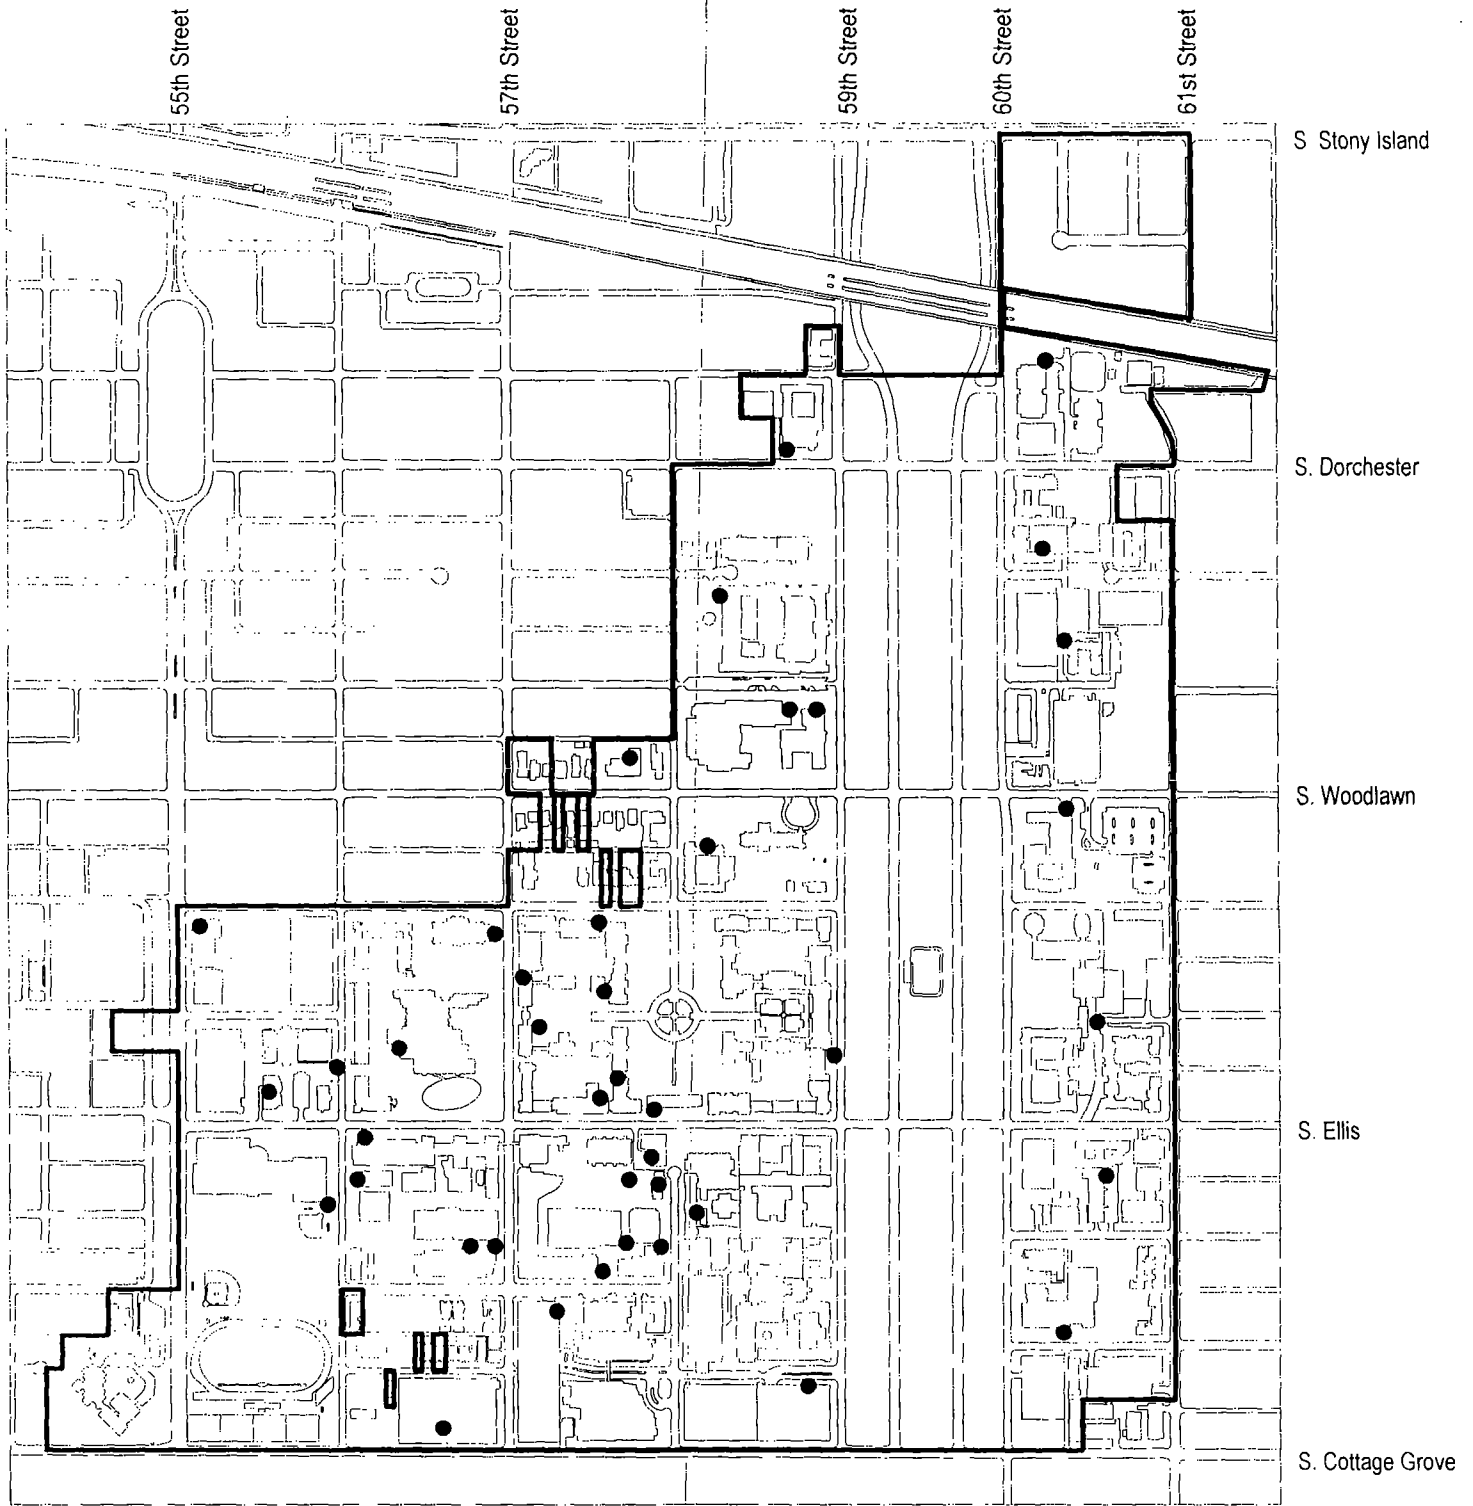 55th Street
57th Street
59th Street
60th Street
61st Street
S Stony Island
S. Dorchester
S. Woodlawn
S. Ellis
S. Cottage Grove